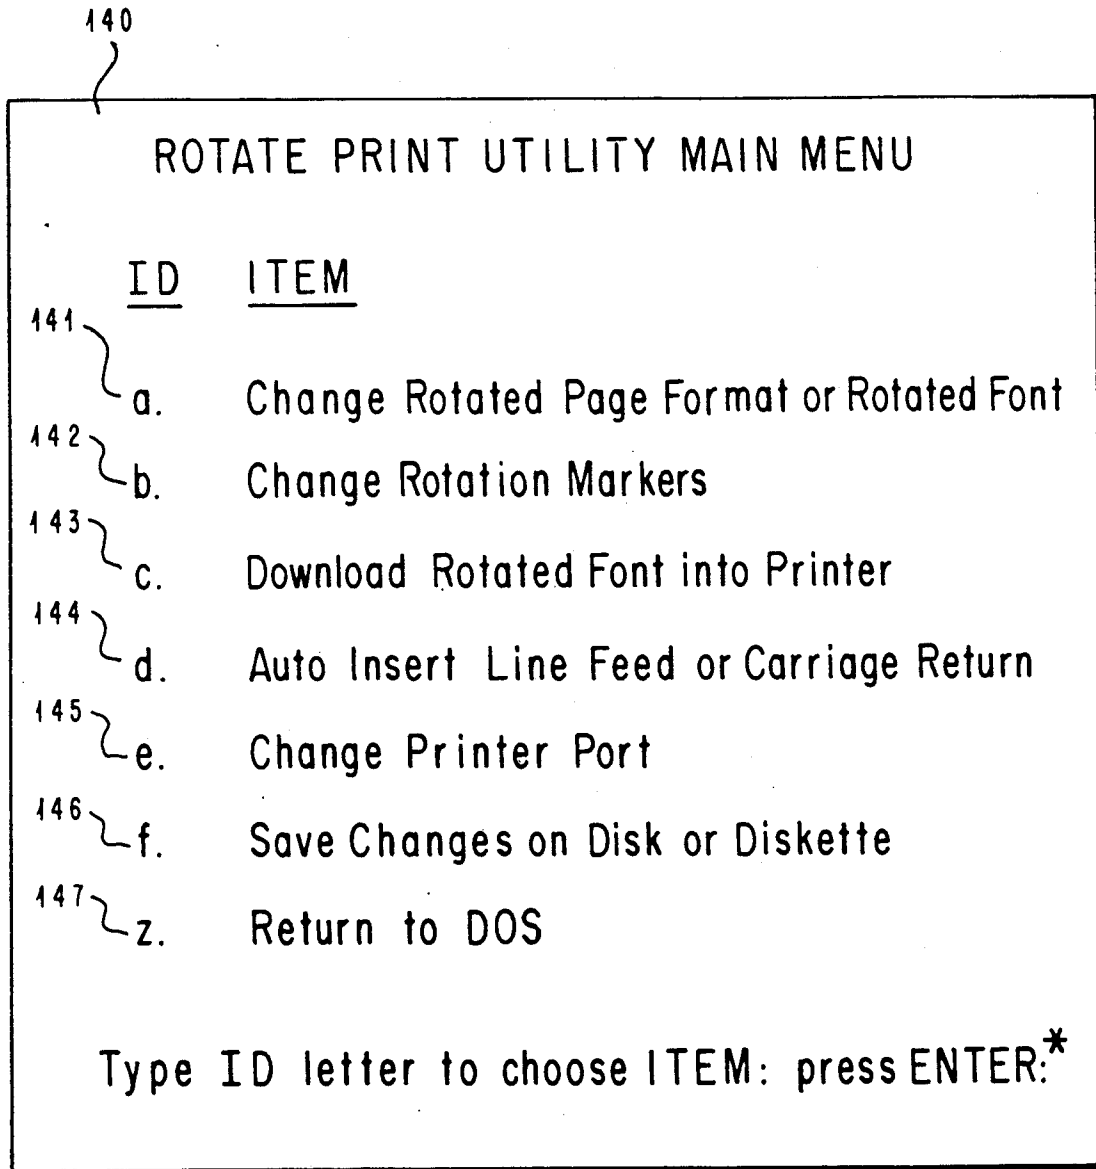 140
ROTATE PRINT UTILITY MAIN MENU
ID ITEM
141 a. Change Rotated Page Format or Rotated Font
142 b. Change Rotation Markers
143 c. Download Rotated Font into Printer
144 d. Auto Insert Line Feed or Carriage Return
145 e. Change Printer Port
146 f. Save Changes on Disk or Diskette
147 z. Return to DOS
Type ID letter to choose ITEM: press ENTER:*